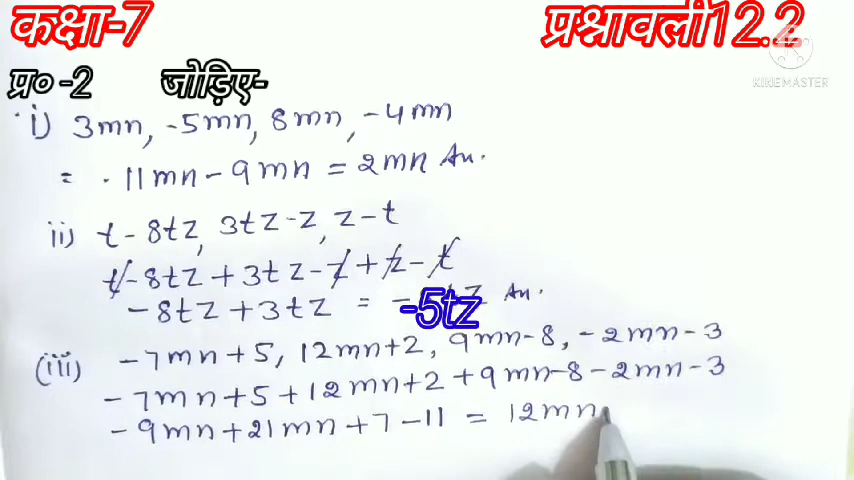 कक्षा-7 प्रश्नावली12.2
KINEMASTER
प्र० -2 जोड़िए-
i) 3mn, -5mn, 8mn, -4mn
= 11mn - 9mn = 2mn An.
ii) t - 8tz, 3tz - z, z - t
t - 8tz + 3tz - z + z - t
- 8tz + 3tz = -5tz An.
(iii) - 7mn + 5, 12mn + 2, 9mn - 8, - 2mn - 3
- 7mn + 5 + 12mn + 2 + 9mn - 8 - 2mn - 3
- 9mn + 21mn + 7 - 11 = 12mn